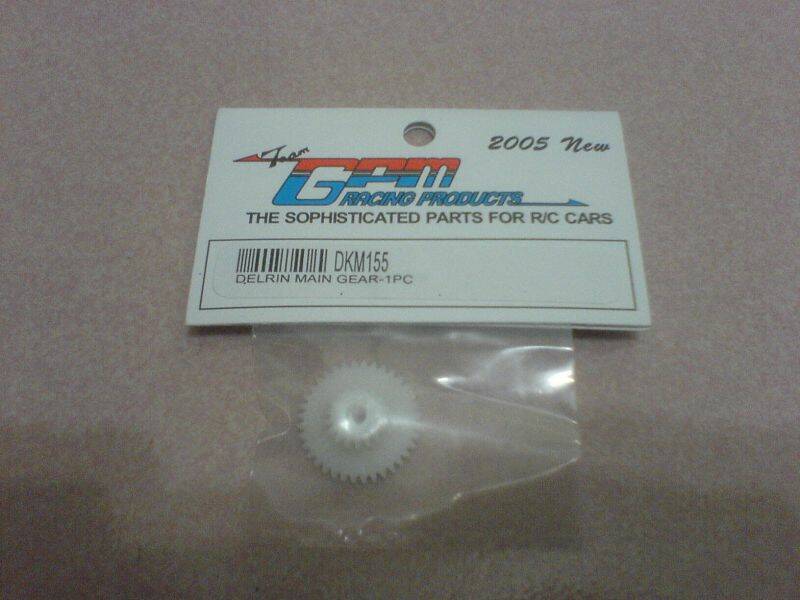 2005 New
Team
GPM
RACING PRODUCTS
THE SOPHISTICATED PARTS FOR R/C CARS
DKM155
DELRIN MAIN GEAR-1PC